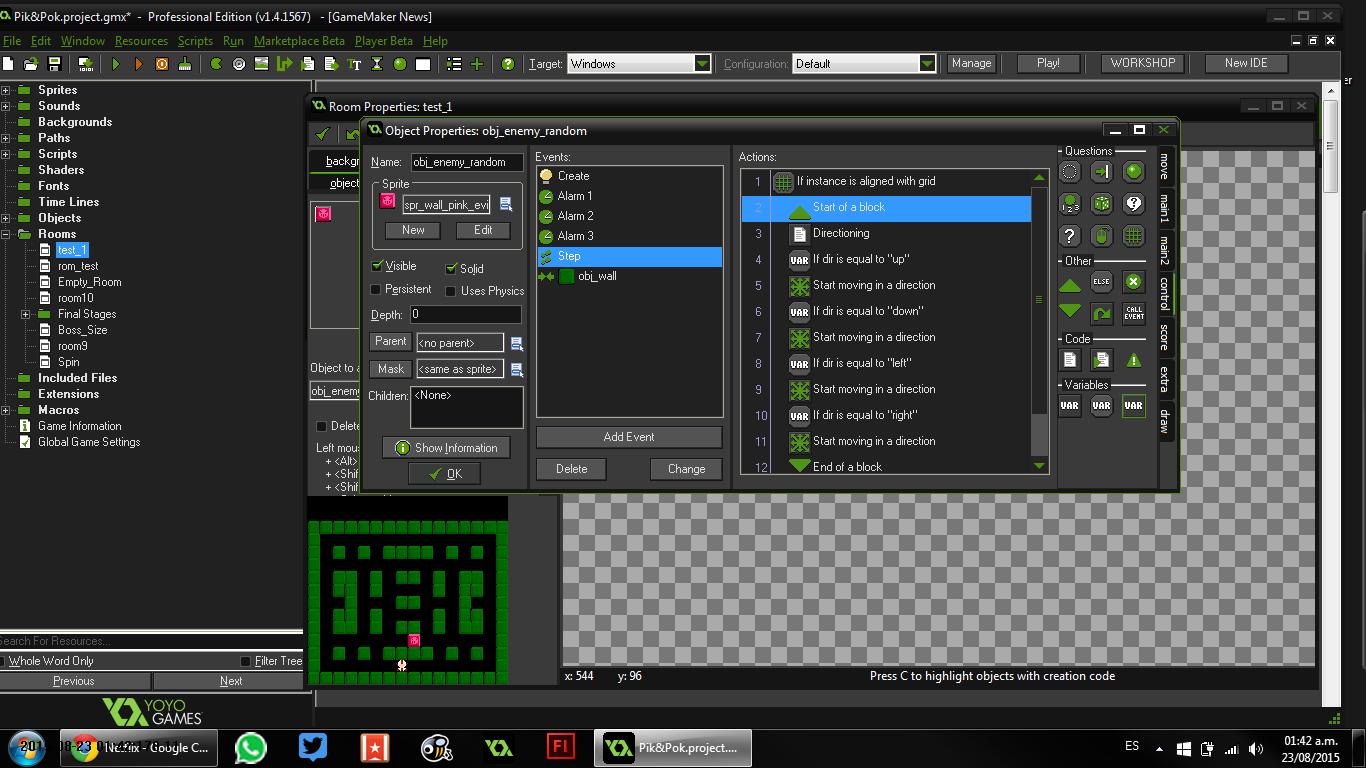 Pik&Pok.project.gmx* - Professional Edition (v1.4.1567) - [GameMaker News]
File Edit Window Resources Scripts Run Marketplace Beta Player Beta Help
Target: Windows Configuration: Default Manage Play! WORKSHOP New IDE
Sprites
Sounds
Backgrounds
Paths
Scripts
Shaders
Fonts
Time Lines
Objects
Rooms
test_1
rom_test
Empty_Room
room10
Final Stages
Boss_Size
room9
Spin
Included Files
Extensions
Macros
Game Information
Global Game Settings
Search For Resources...
Whole Word Only Filter Tree
Previous Next
YOYO
GAMES
Room Properties: test_1
backgr
object
Object to a
obj_enemy
Delete
Left mous
+ <Alt>
+ <Shif
+ <Shif
Object Properties: obj_enemy_random
Name: obj_enemy_random
Sprite
spr_wall_pink_evi
New Edit
Visible Solid
Persistent Uses Physics
Depth: 0
Parent <no parent>
Mask <same as sprite>
Children: <None>
Show Information
OK
Events:
Create
Alarm 1
Alarm 2
Alarm 3
Step
obj_wall
Add Event
Delete Change
Actions:
1 If instance is aligned with grid
2 Start of a block
3 Directioning
4 VAR If dir is equal to "up"
5 Start moving in a direction
6 VAR If dir is equal to "down"
7 Start moving in a direction
8 VAR If dir is equal to "left"
9 Start moving in a direction
10 VAR If dir is equal to "right"
11 Start moving in a direction
12 End of a block
Questions
Other
ELSE
CALL
EVENT
Code
Variables
VAR VAR VAR
move
main1
main2
control
score
extra
draw
x: 544 y: 96 Press C to highlight objects with creation code
Google C...
Fl
Pik&Pok.project....
ES
01:42 a.m.
23/08/2015